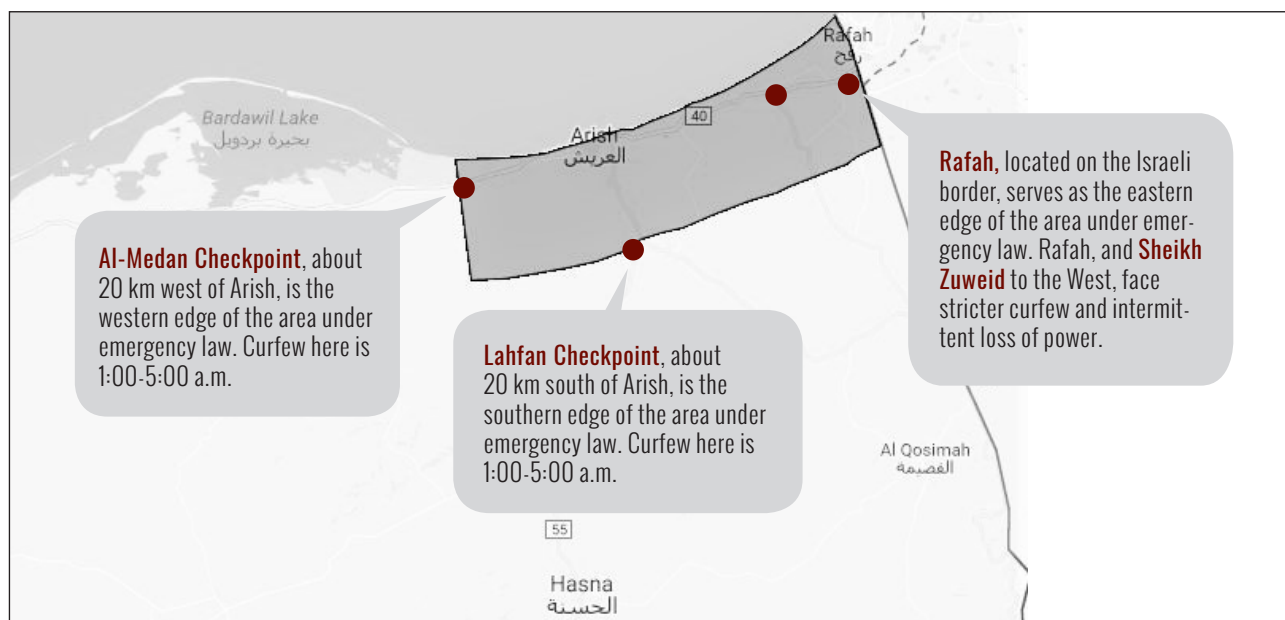 Rafah
رفح
Bardawil Lake
بحيرة بردويل
40
Arish
العريش
Rafah, located on the Israeli
border, serves as the eastern
edge of the area under emer-
gency law. Rafah, and Sheikh
Zuweid to the West, face
stricter curfew and intermit-
tent loss of power.
Al-Medan Checkpoint, about
20 km west of Arish, is the
western edge of the area under
emergency law. Curfew here is
1:00-5:00 a.m.
Lahfan Checkpoint, about
20 km south of Arish, is the
southern edge of the area under
emergency law. Curfew here is
1:00-5:00 a.m.
Al Qosimah
القصيمة
55
Hasna
الحسنة